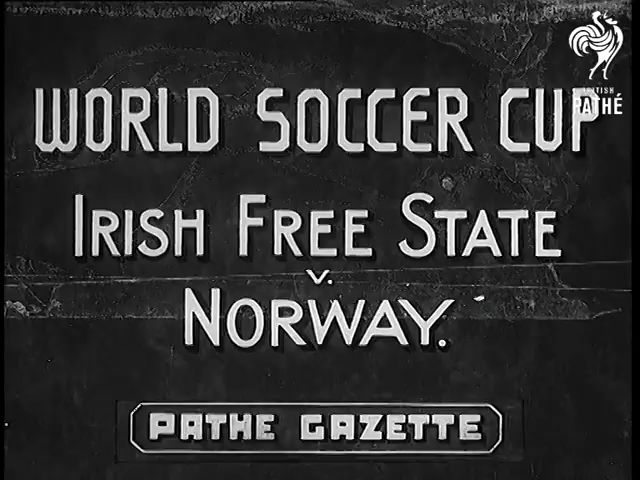 BRITISH
PATHÉ
WORLD SOCCER CUP
IRISH FREE STATE
v.
NORWAY.
PATHE GAZETTE